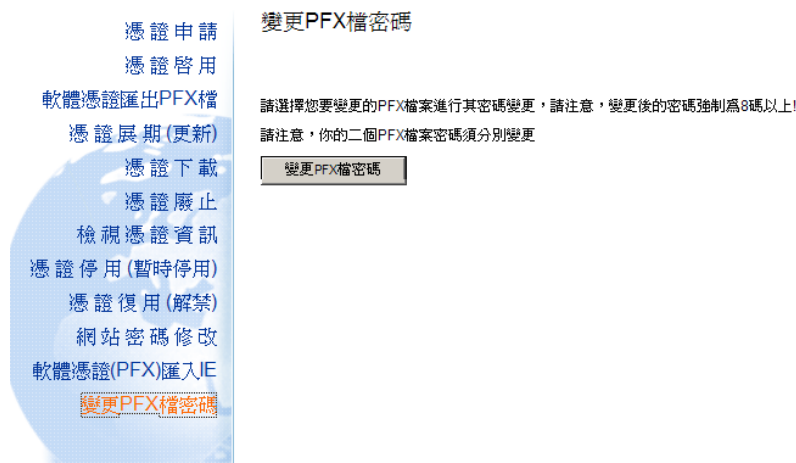 憑證申請
憑證啓用
軟體憑證匯出PFX檔
憑證展期(更新)
憑證下載
憑證廢止
檢視憑證資訊
憑證停用(暫時停用)
憑證復用(解禁)
網站密碼修改
軟體憑證(PFX)匯入IE
變更PFX檔密碼
變更PFX檔密碼
請選擇您要變更的PFX檔案進行其密碼變更，請注意，變更後的密碼強制爲8碼以上!
請注意，你的二個PFX檔案密碼須分別變更
變更PFX檔密碼